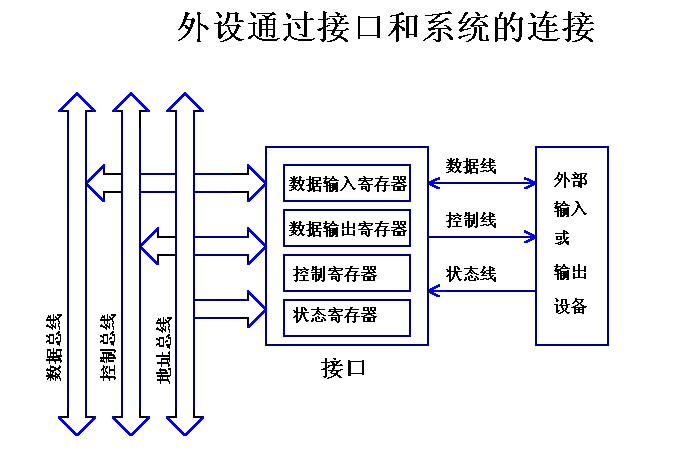 外设通过接口和系统的连接
数据总线
控制总线
地址总线
数据输入寄存器
数据输出寄存器
控制寄存器
状态寄存器
接口
数据线
控制线
状态线
外部
输入
或
输出
设备